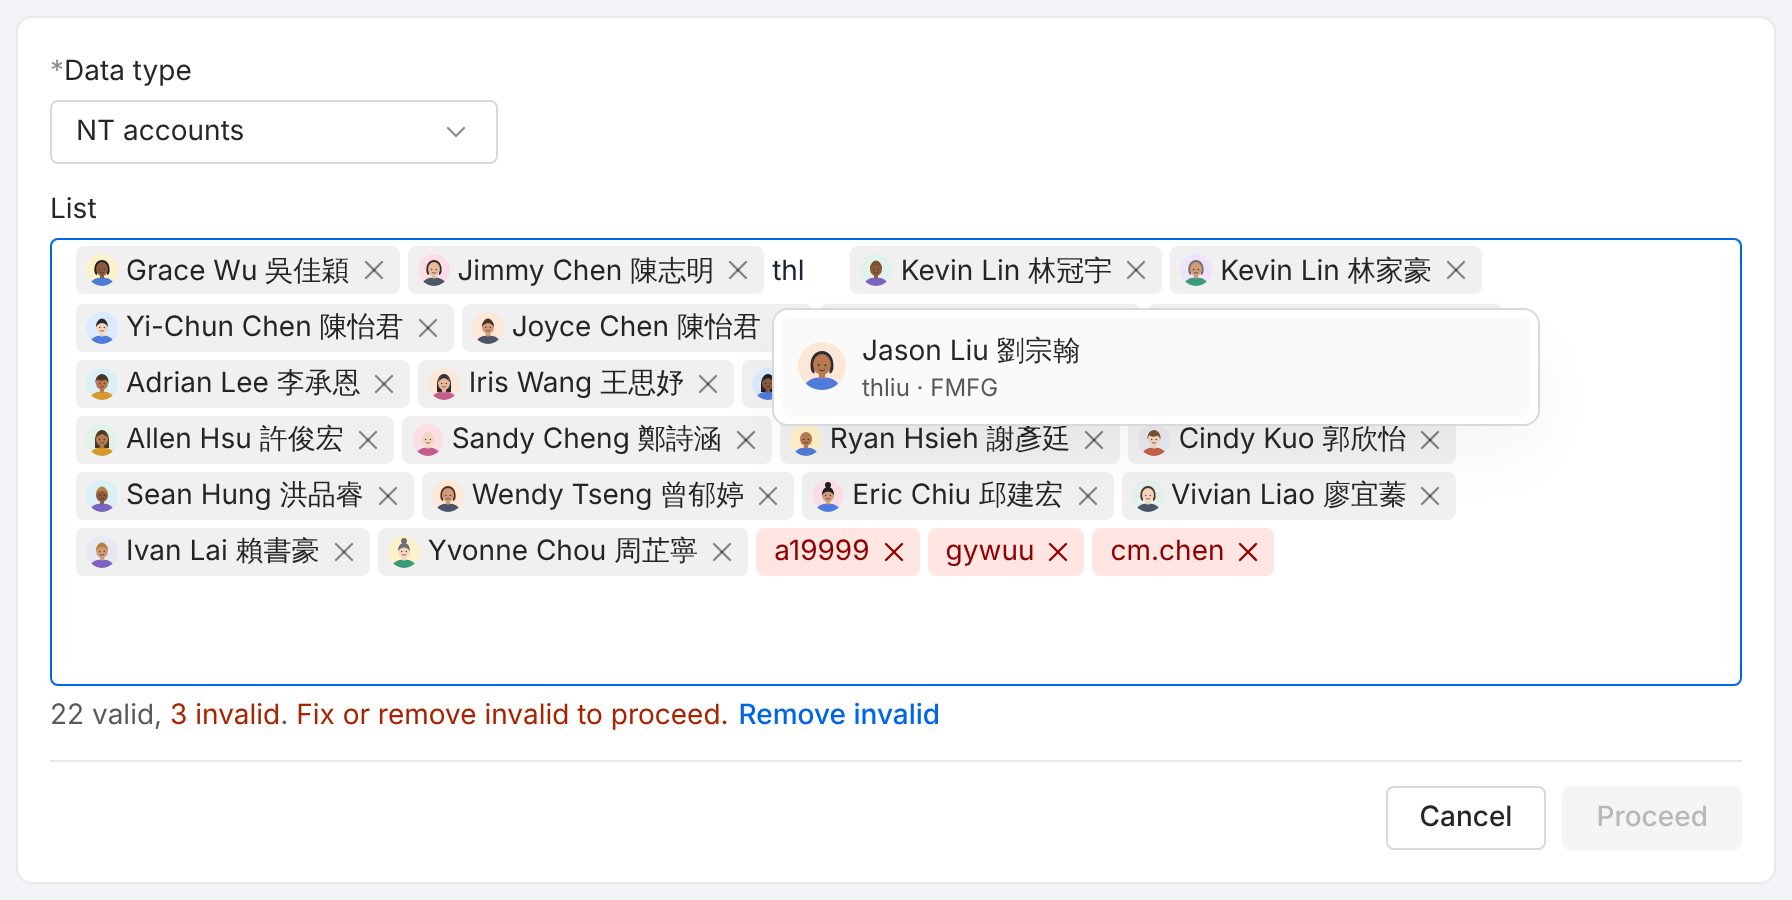 *Data type
NT accounts
List
Grace Wu 吳佳穎 Jimmy Chen 陳志明 thl Kevin Lin 林冠宇 Kevin Lin 林家豪
Yi-Chun Chen 陳怡君 Joyce Chen 陳怡君
Jason Liu 劉宗翰
thliu · FMFG
Adrian Lee 李承恩 Iris Wang 王思妤
Allen Hsu 許俊宏 Sandy Cheng 鄭詩涵 Ryan Hsieh 謝彥廷 Cindy Kuo 郭欣怡
Sean Hung 洪品睿 Wendy Tseng 曾郁婷 Eric Chiu 邱建宏 Vivian Liao 廖宜蓁
Ivan Lai 賴書豪 Yvonne Chou 周芷寧 a19999 gywuu cm.chen
22 valid, 3 invalid. Fix or remove invalid to proceed. Remove invalid
Cancel Proceed